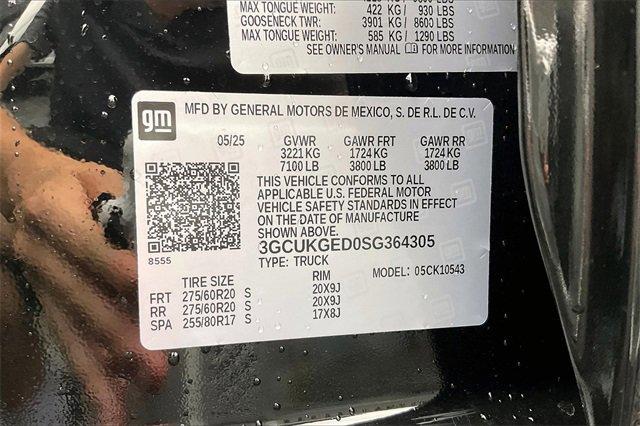 MAX TONGUE WEIGHT: 422 KG / 930 LBS
GOOSENECK TWR: 3901 KG / 8600 LBS
MAX TONGUE WEIGHT: 585 KG / 1290 LBS
SEE OWNER'S MANUAL FOR MORE INFORMATION
gm
MFD BY GENERAL MOTORS DE MEXICO, S. DE R.L. DE C.V.
05/25 GVWR GAWR FRT GAWR RR
3221 KG 1724 KG 1724 KG
7100 LB 3800 LB 3800 LB
THIS VEHICLE CONFORMS TO ALL
APPLICABLE U.S. FEDERAL MOTOR
VEHICLE SAFETY STANDARDS IN EFFECT
ON THE DATE OF MANUFACTURE
SHOWN ABOVE.
3GCUKGED0SG364305
8555
TYPE: TRUCK
MODEL: 05CK10543
TIRE SIZE RIM
FRT 275/60R20 S 20X9J
RR 275/60R20 S 20X9J
SPA 255/80R17 S 17X8J